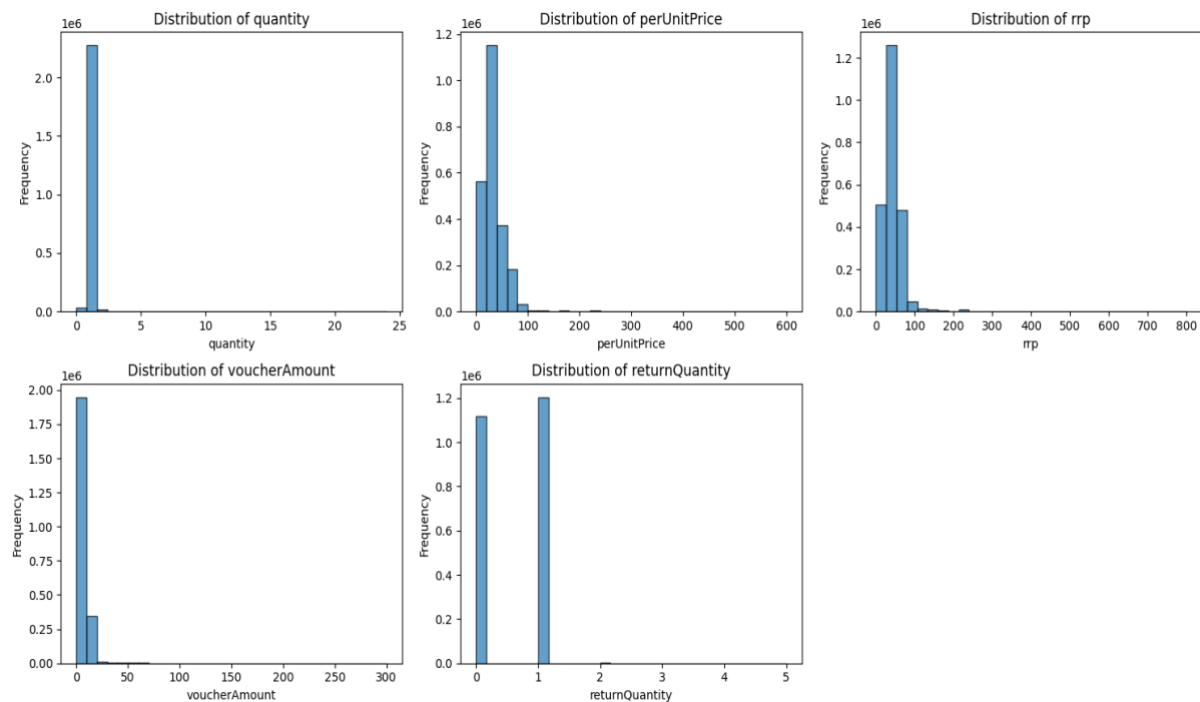 Distribution of quantity
1e6
2.0
1.5
1.0
0.5
0.0
Frequency
0 5 10 15 20 25
quantity
Distribution of perUnitPrice
1e6
1.2
1.0
0.8
0.6
0.4
0.2
0.0
Frequency
0 100 200 300 400 500 600
perUnitPrice
Distribution of rrp
1e6
1.2
1.0
0.8
0.6
0.4
0.2
0.0
Frequency
0 100 200 300 400 500 600 700 800
rrp
Distribution of voucherAmount
1e6
2.00
1.75
1.50
1.25
1.00
0.75
0.50
0.25
0.00
Frequency
0 50 100 150 200 250 300
voucherAmount
Distribution of returnQuantity
1e6
1.2
1.0
0.8
0.6
0.4
0.2
0.0
Frequency
0 1 2 3 4 5
returnQuantity